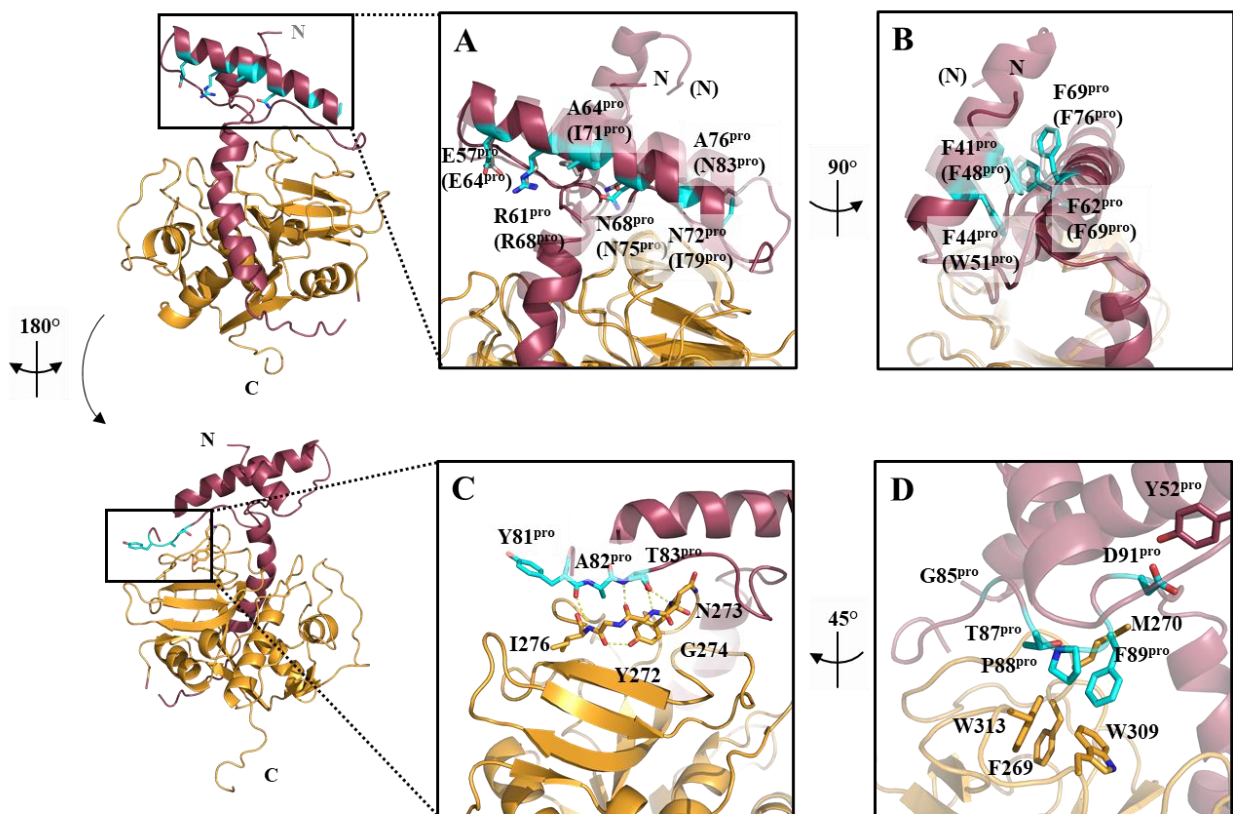 N
C
180°
N
C
A
N
(N)
A64ᵖʳᵒ
(I71ᵖʳᵒ)
A76ᵖʳᵒ
(N83ᵖʳᵒ)
E57ᵖʳᵒ
(E64ᵖʳᵒ)
R61ᵖʳᵒ
(R68ᵖʳᵒ)
N68ᵖʳᵒ
(N75ᵖʳᵒ)
N72ᵖʳᵒ
(I79ᵖʳᵒ)
90°
B
(N)
N
F69ᵖʳᵒ
(F76ᵖʳᵒ)
F41ᵖʳᵒ
(F48ᵖʳᵒ)
F62ᵖʳᵒ
(F69ᵖʳᵒ)
F44ᵖʳᵒ
(W51ᵖʳᵒ)
C
Y81ᵖʳᵒ
A82ᵖʳᵒ
T83ᵖʳᵒ
N273
I276
G274
Y272
45°
D
Y52ᵖʳᵒ
D91ᵖʳᵒ
G85ᵖʳᵒ
T87ᵖʳᵒ
M270
P88ᵖʳᵒ
F89ᵖʳᵒ
W313
W309
F269